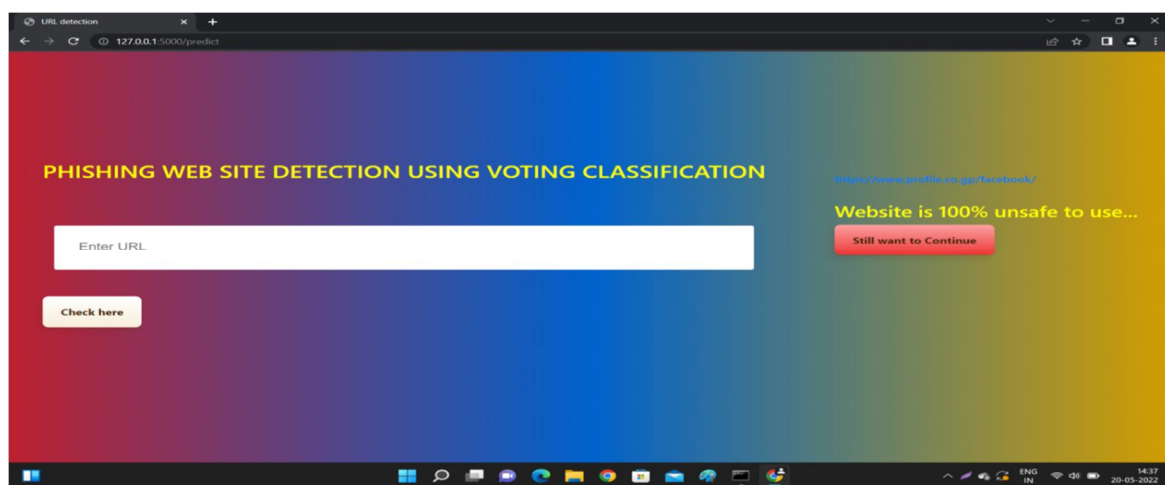 URL detection
127.0.0.1:5000/predict
PHISHING WEB SITE DETECTION USING VOTING CLASSIFICATION
https://www.profile.co.gp/facebook/
Website is 100% unsafe to use...
Enter URL
Still want to Continue
Check here
ENG
IN
14:37
20-05-2022